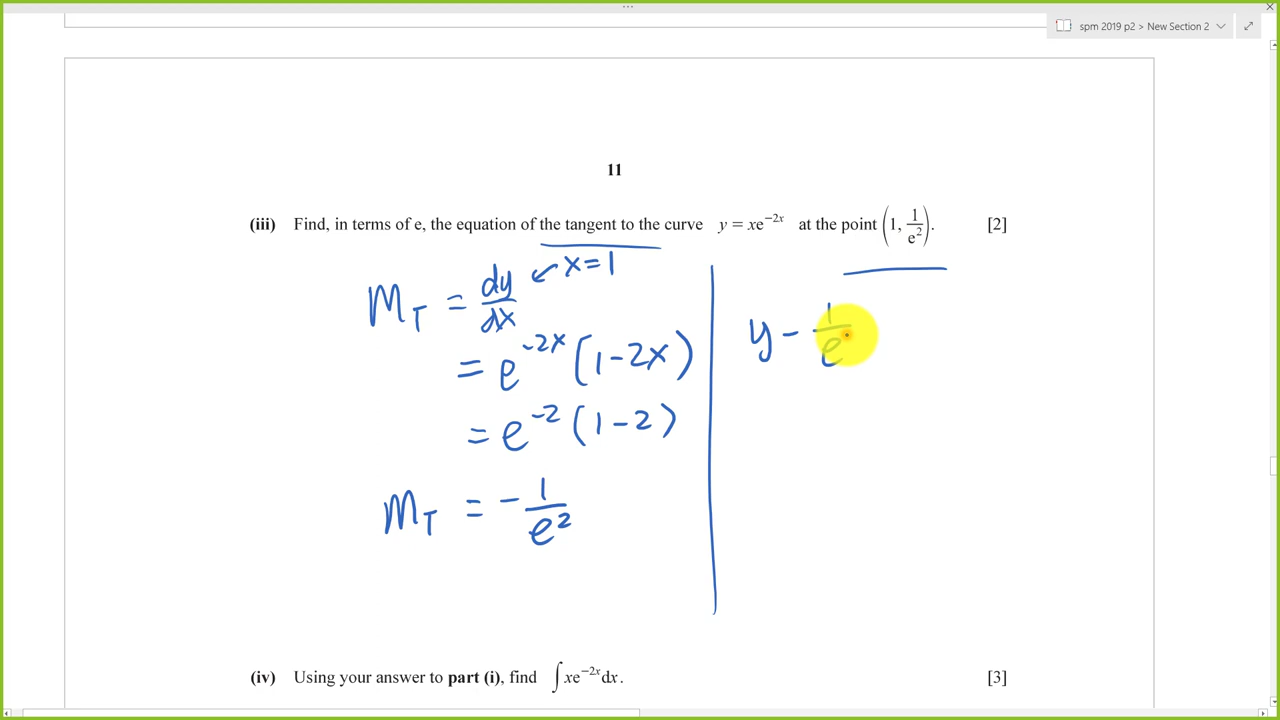 spm 2019 p2 > New Section 2
11
(iii) Find, in terms of e, the equation of the tangent to the curve y = xe^{−2x} at the point (1, 1/e²). [2]
m_T = dy/dx ↙ x = 1
= e^{−2x} (1 − 2x)
= e^{−2} (1 − 2)
m_T = − 1/e²
y − 1/e
(iv) Using your answer to part (i), find ∫xe^{−2x}dx. [3]